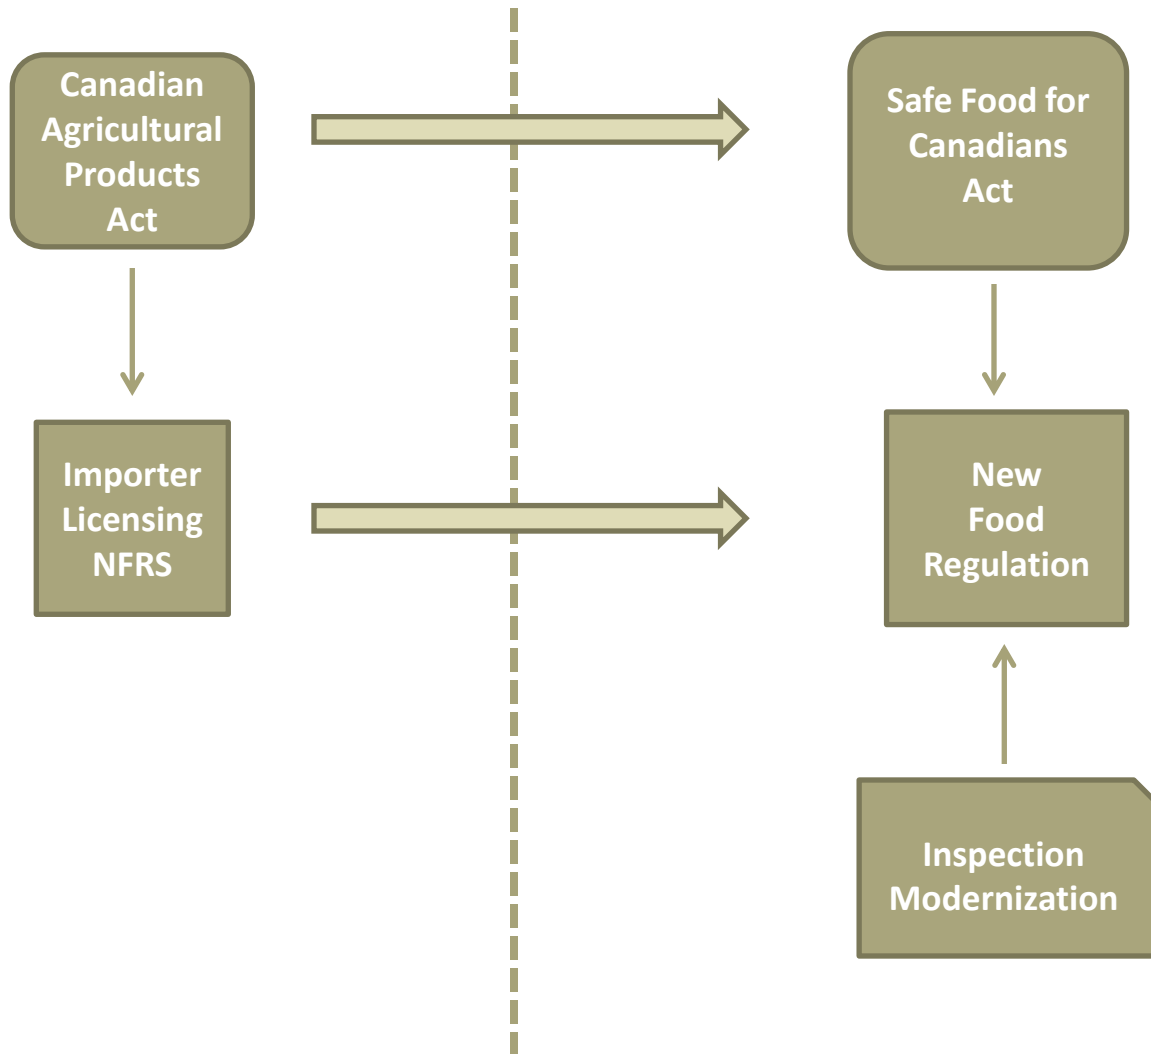 Canadian
Agricultural
Products
Act
Safe Food for
Canadians
Act
Importer
Licensing
NFRS
New
Food
Regulation
Inspection
Modernization